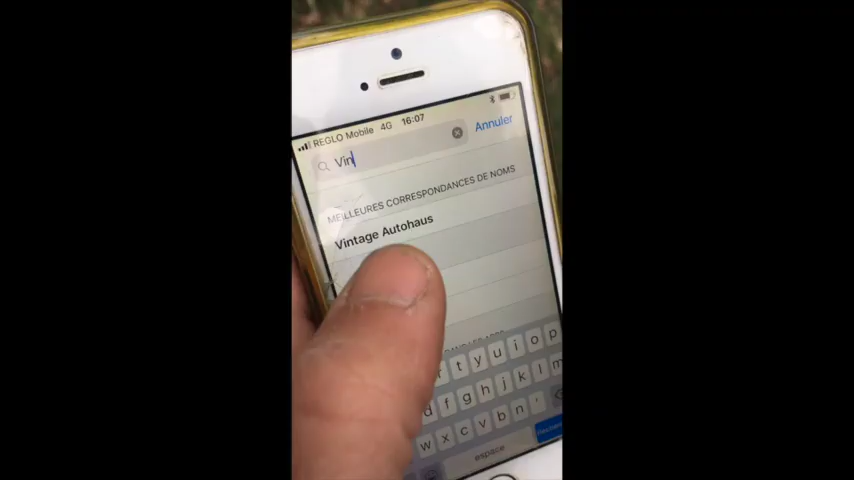 REGLO Mobile 4G 16:07
Vin
Annuler
MEILLEURES CORRESPONDANCES DE NOMS
Vintage Autohaus
r t y u i o p
d f g h j k l m
w x c v b n '
espace